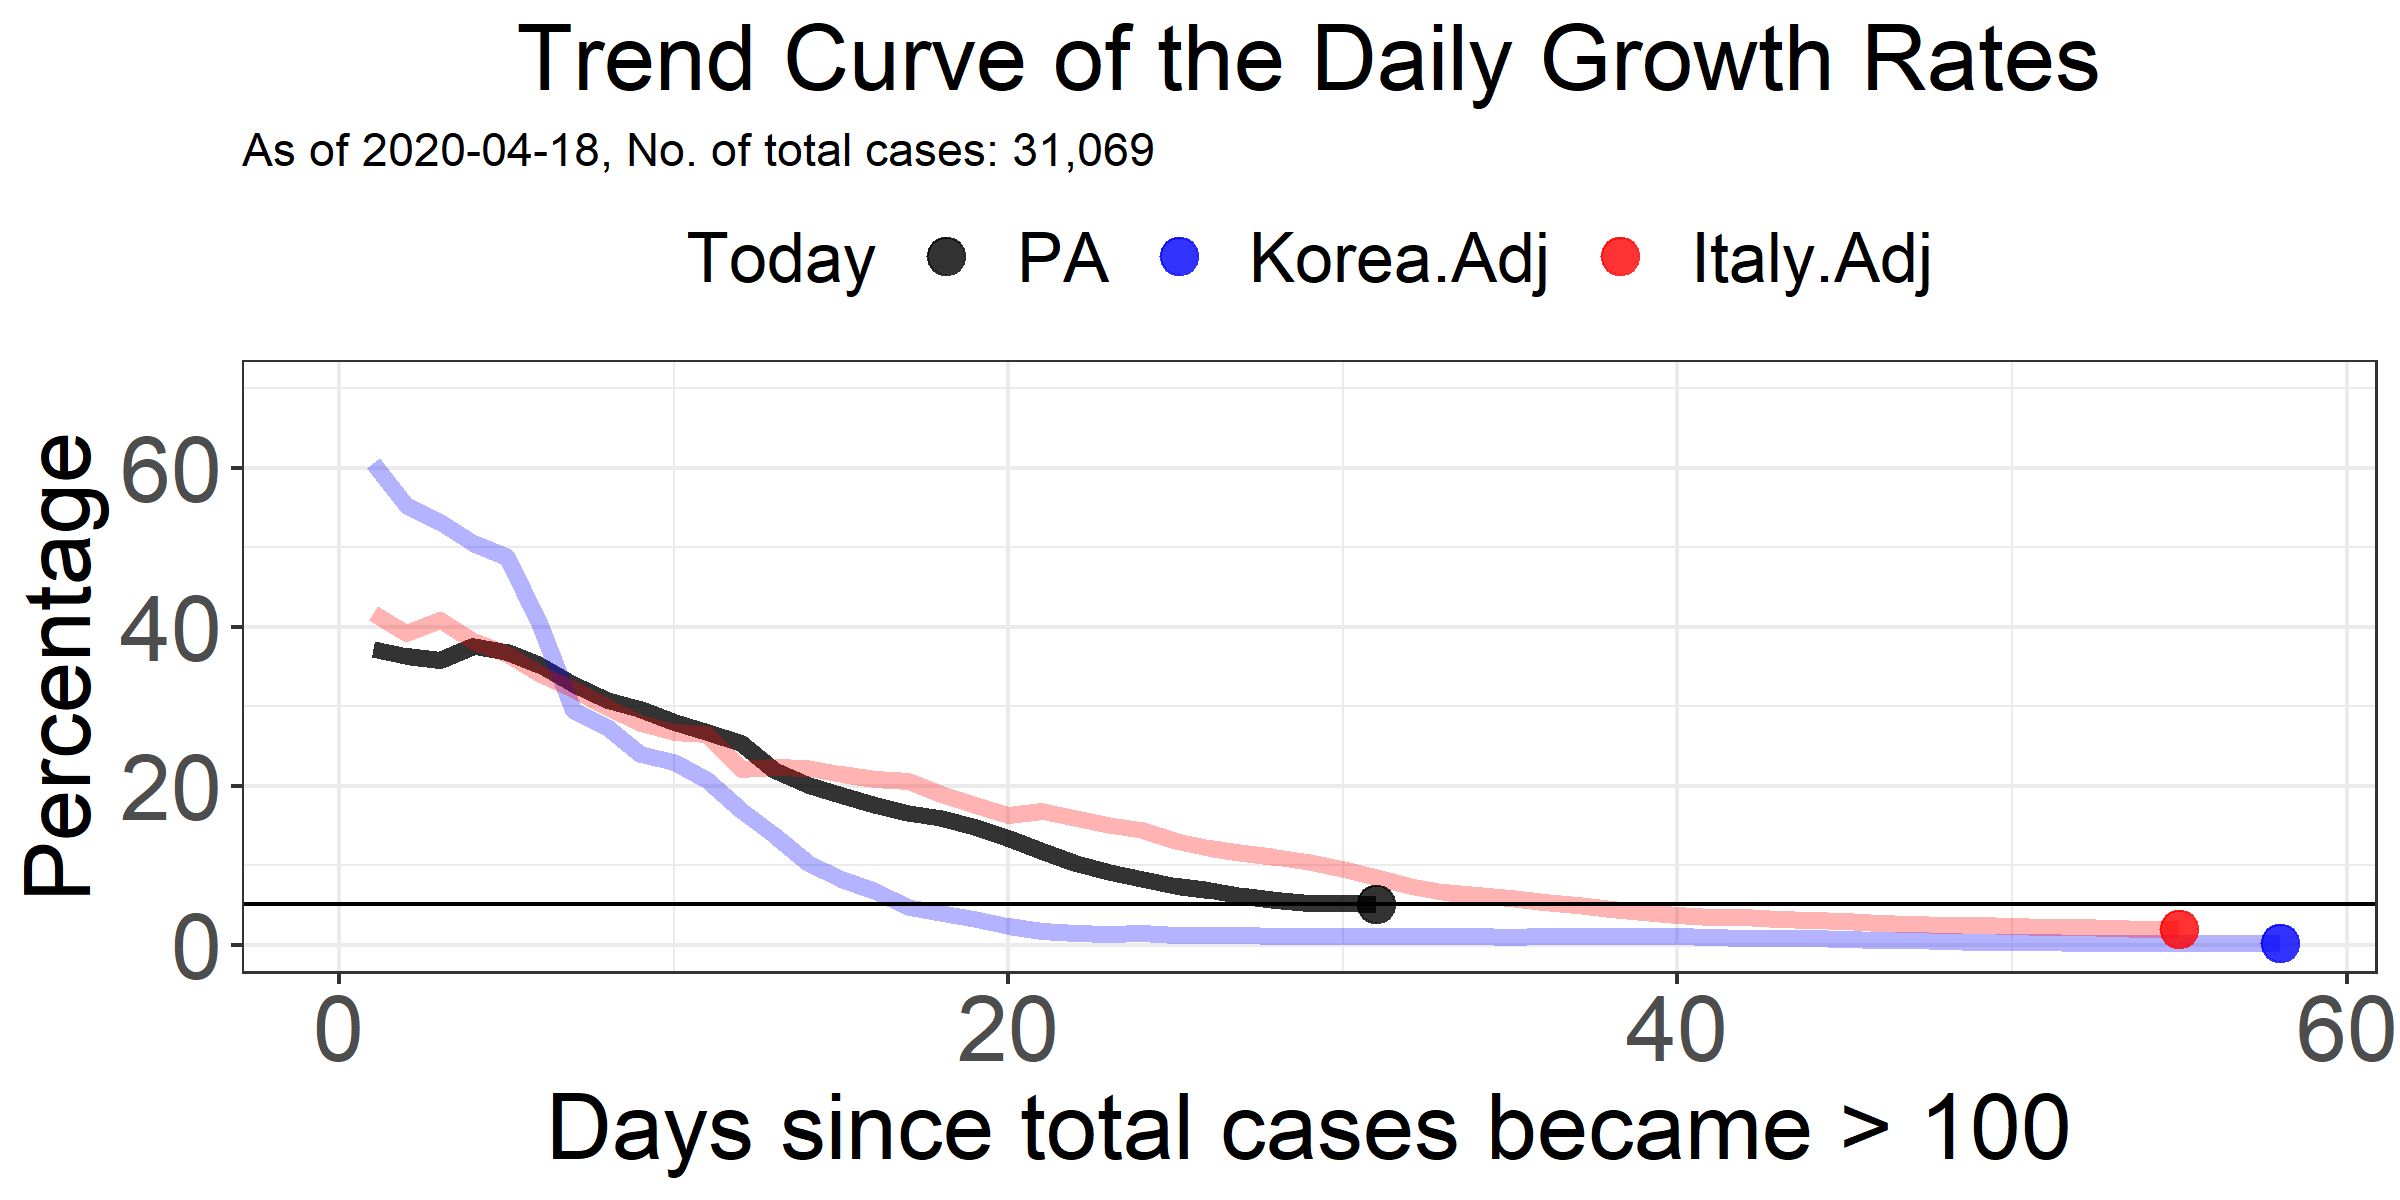 Trend Curve of the Daily Growth Rates
As of 2020-04-18, No. of total cases: 31,069
Today PA Korea.Adj Italy.Adj
Percentage
60
40
20
0
0 20 40 60
Days since total cases became > 100